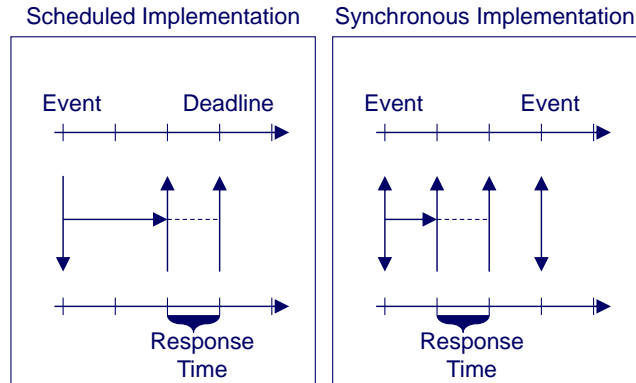 Scheduled Implementation
Event Deadline
Response
Time
Synchronous Implementation
Event Event
Response
Time